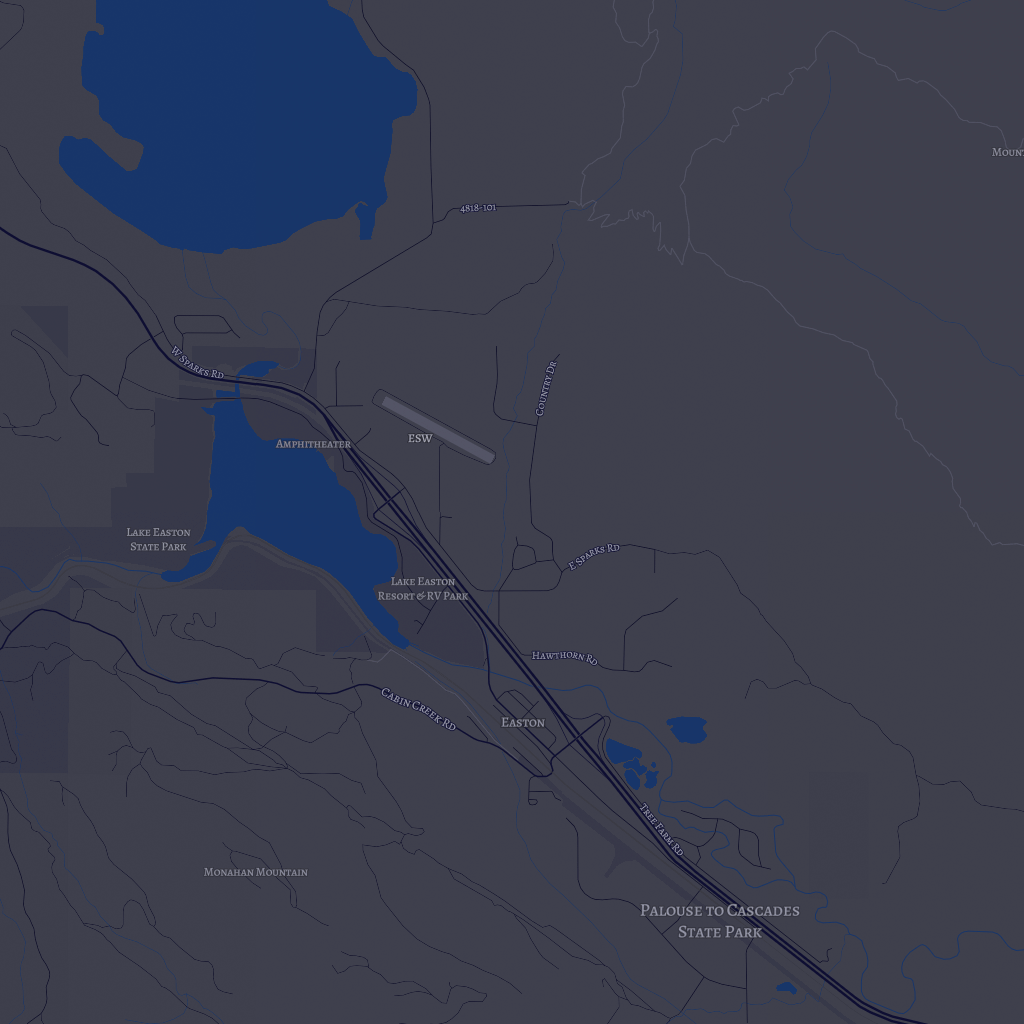 Mount
4818-101
W Sparks Rd
Country Dr
Amphitheater
ESW
Lake Easton
State Park
E Sparks Rd
Lake Easton
Resort & RV Park
Hawthorn Rd
Cabin Creek Rd
Easton
Tree Farm Rd
Monahan Mountain
Palouse to Cascades
State Park